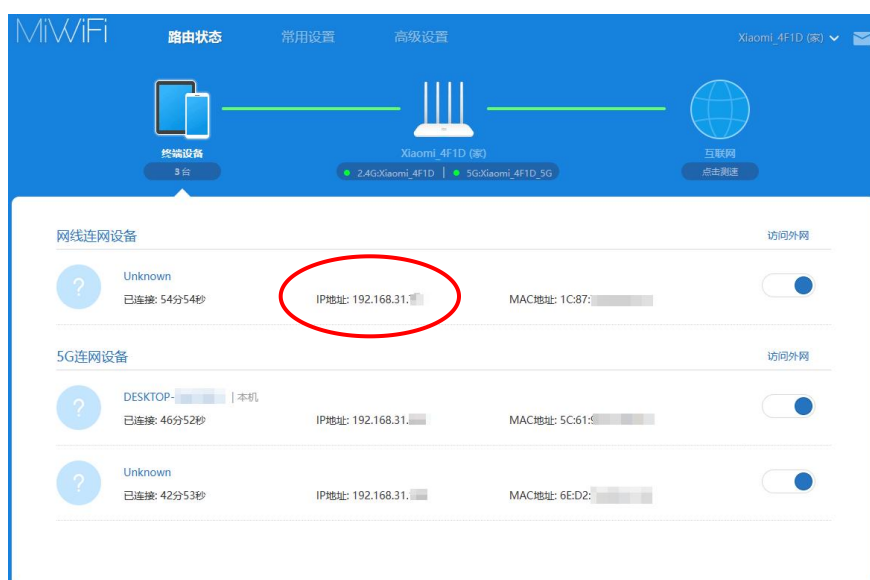 MiWiFi 路由状态 常用设置 高级设置 Xiaomi_4F1D (家)
终端设备 Xiaomi_4F1D (家) 互联网
3 台 2.4G:Xiaomi_4F1D | 5G:Xiaomi_4F1D_5G 点击测速
网线连网设备 访问外网
? Unknown
已连接: 54分54秒 IP地址: 192.168.31. MAC地址: 1C:87:
5G连网设备 访问外网
? DESKTOP- | 本机
已连接: 46分52秒 IP地址: 192.168.31. MAC地址: 5C:61:
? Unknown
已连接: 42分53秒 IP地址: 192.168.31. MAC地址: 6E:D2: